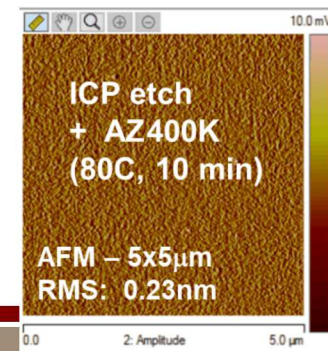 10.0 mV
ICP etch
+ AZ400K
(80C, 10 min)
AFM – 5x5μm
RMS: 0.23nm
0.0 2: Amplitude 5.0 µm